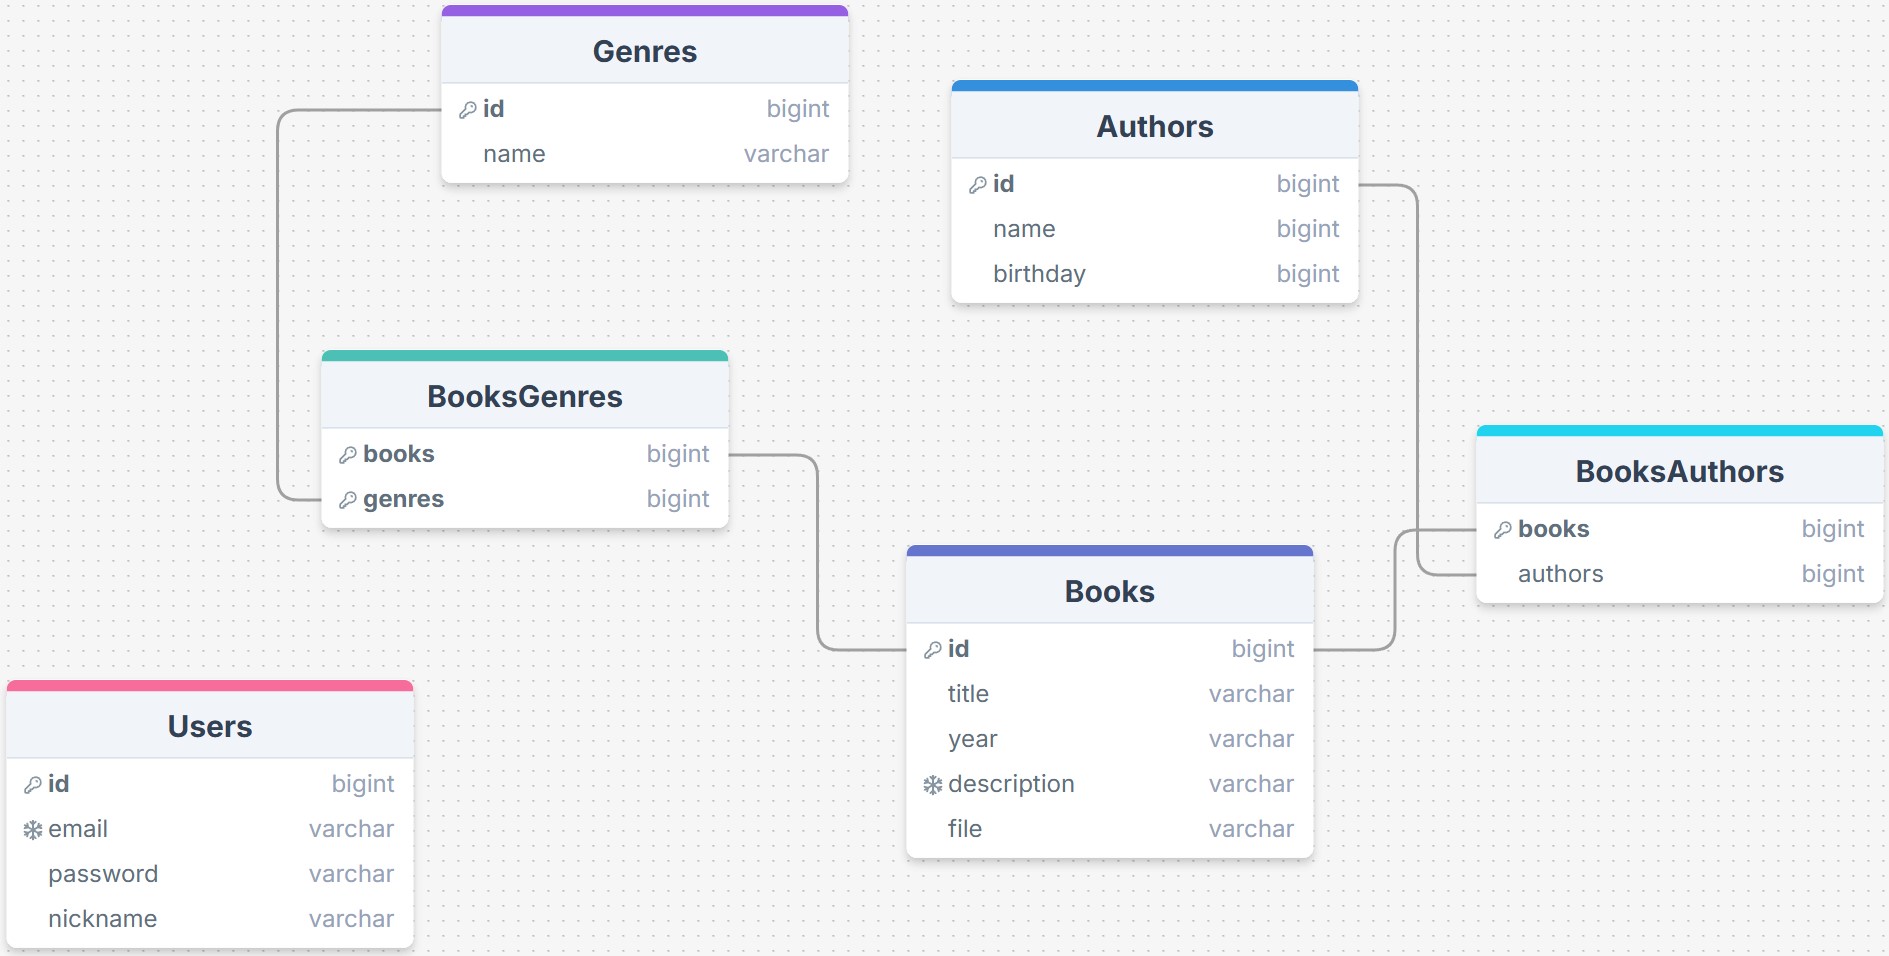 Genres
id bigint
name varchar
Authors
id bigint
name bigint
birthday bigint
BooksGenres
books bigint
genres bigint
BooksAuthors
books bigint
authors bigint
Books
id bigint
title varchar
year varchar
description varchar
file varchar
Users
id bigint
email varchar
password varchar
nickname varchar